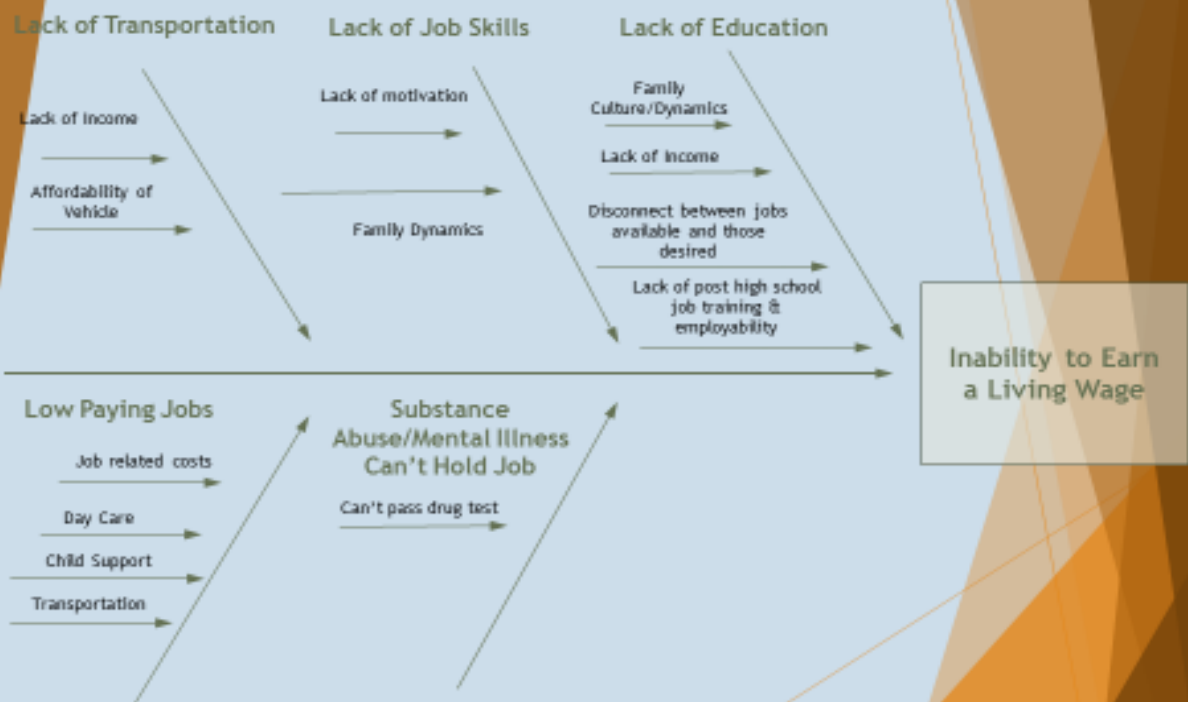 Lack of Transportation
Lack of Job Skills
Lack of Education
Lack of Income
Affordability of
Vehicle
Lack of motivation
Family Dynamics
Family
Culture/Dynamics
Lack of Income
Disconnect between jobs
available and those
desired
Lack of post high school
job training &
employability
Inability to Earn
a Living Wage
Low Paying Jobs
Job related costs
Day Care
Child Support
Transportation
Substance
Abuse/Mental Illness
Can't Hold Job
Can't pass drug test